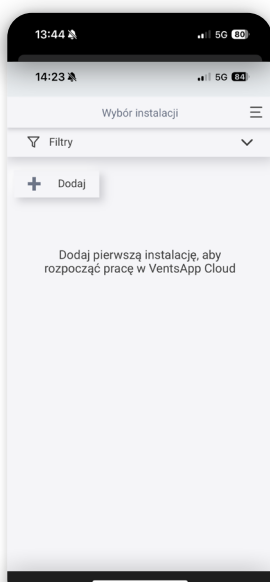 13:44
5G 80
14:23
5G 84
Wybór instalacji
Filtry
Dodaj
Dodaj pierwszą instalację, aby
rozpocząć pracę w VentsApp Cloud